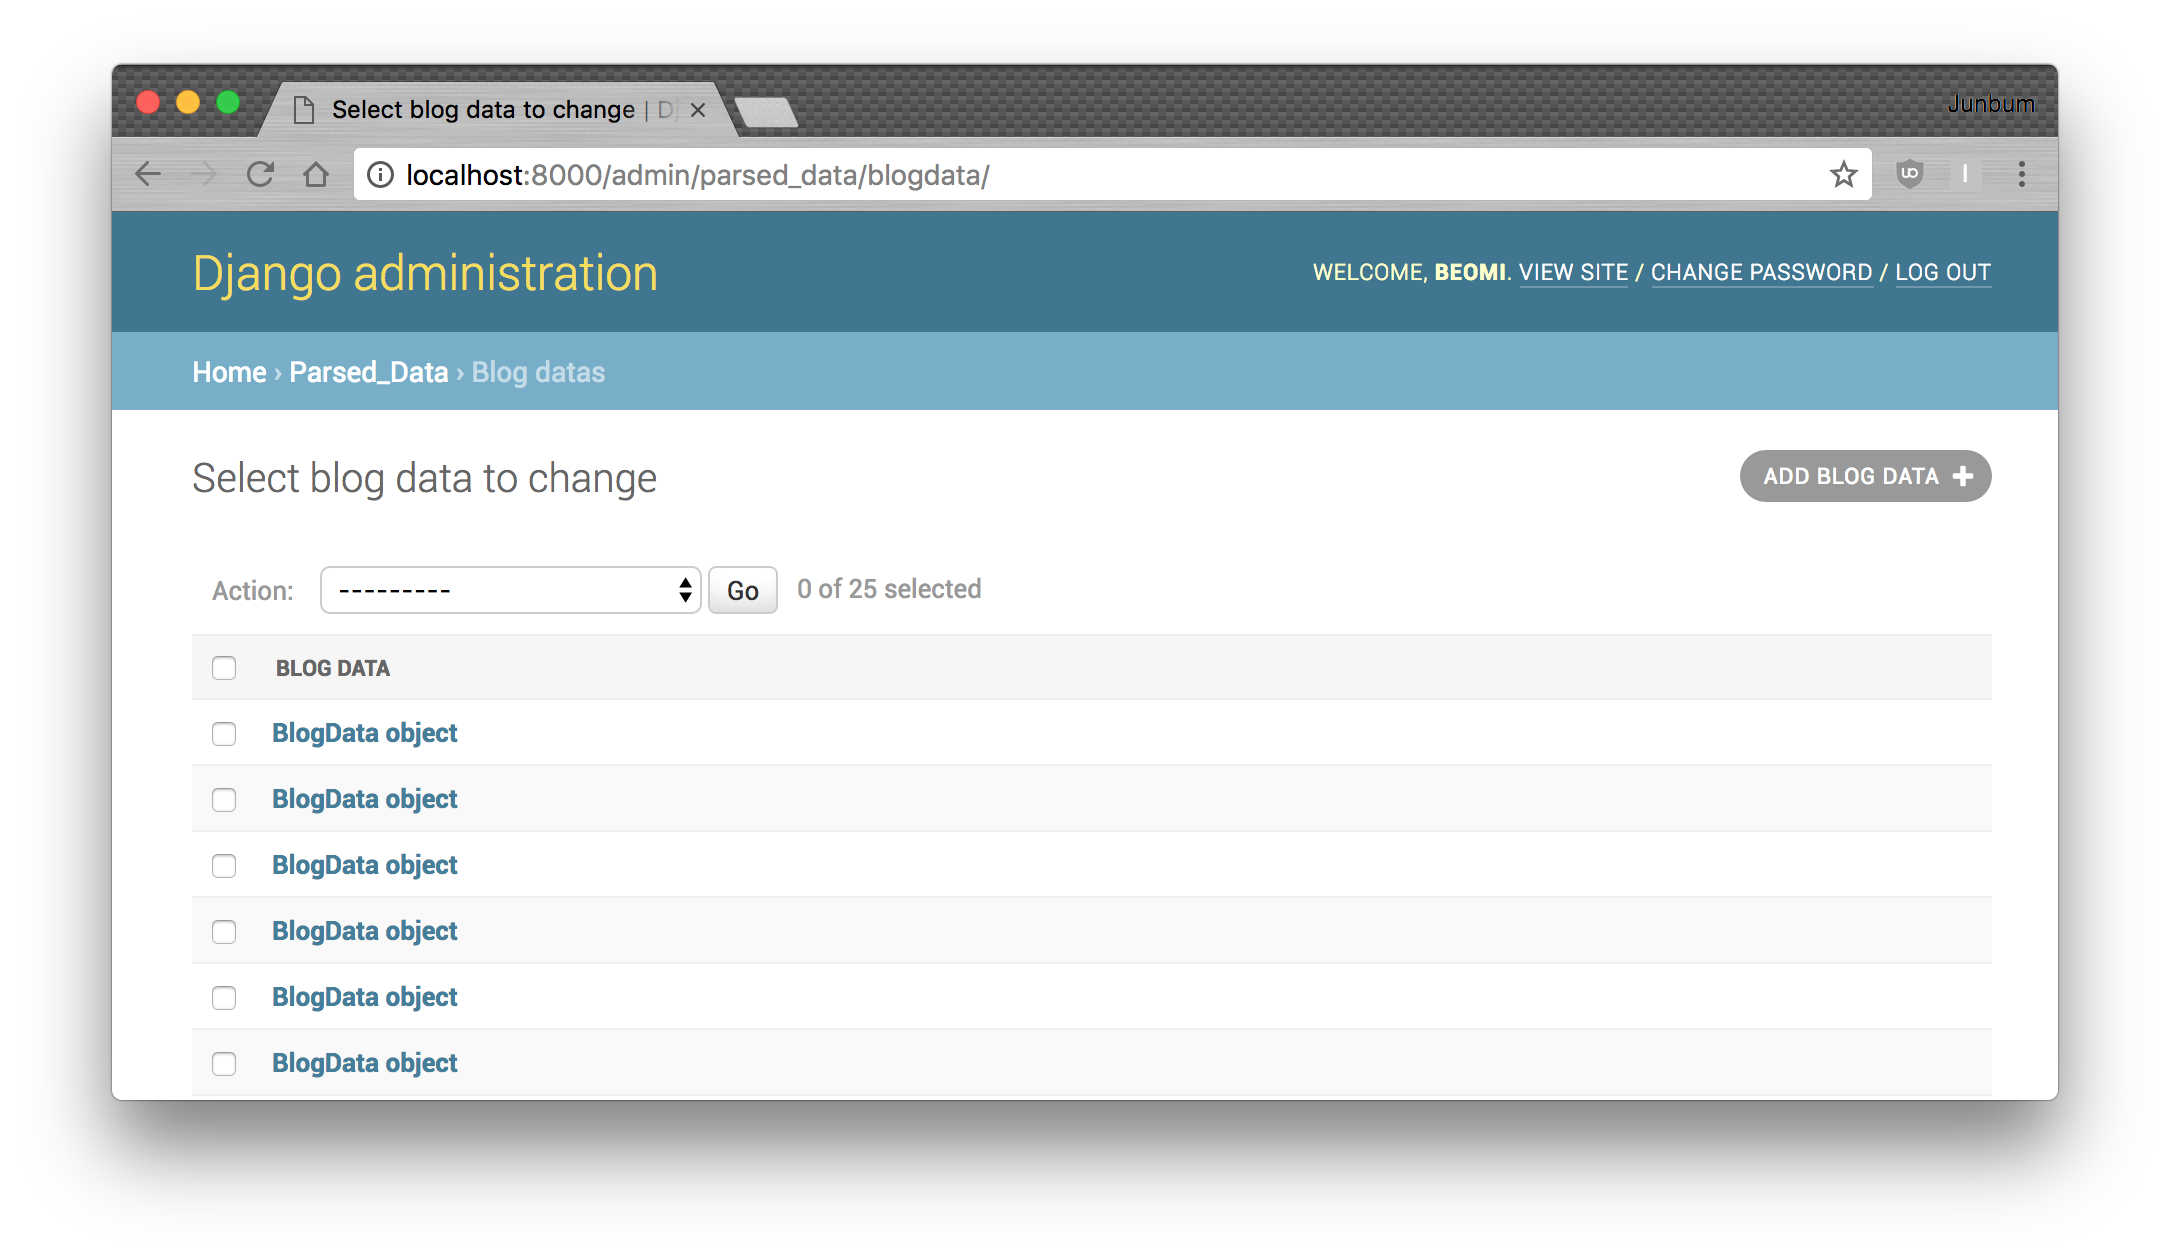 Select blog data to change | Dj
Junbum
localhost:8000/admin/parsed_data/blogdata/
Django administration
WELCOME, BEOMI. VIEW SITE / CHANGE PASSWORD / LOG OUT
Home › Parsed_Data › Blog datas
Select blog data to change
ADD BLOG DATA +
Action: --------- Go 0 of 25 selected
BLOG DATA
BlogData object
BlogData object
BlogData object
BlogData object
BlogData object
BlogData object